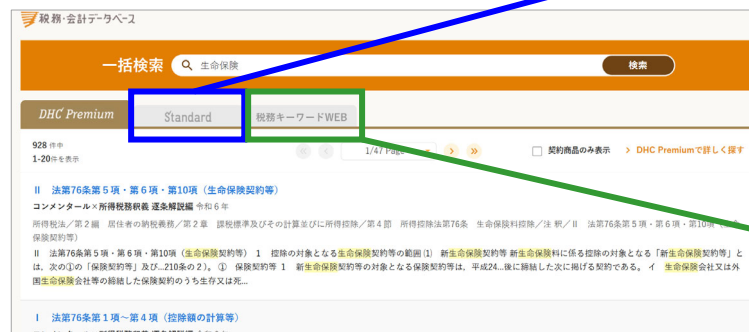 税務・会計データベース
一括検索 生命保険 検索
DHC Premium Standard 税務キーワードWEB
928 件中
1-20件を表示
1/47 Page
契約商品のみ表示 > DHC Premiumで詳しく探す
II 法第76条第5項・第6項・第10項（生命保険契約等）
コンメンタール×所得税務釈義 逐条解説編 令和6年
所得税法／第2編 居住者の納税義務／第2章 課税標準及びその計算並びに所得控除／第4節 所得控除法第76条 生命保険料控除／注 釈／II 法第76条第5項・第6項・第10項
保険契約等）
II 法第76条第5項・第6項・第10項（生命保険契約等） 1 控除の対象となる生命保険契約等の範囲⑴ 新生命保険契約等 新生命保険料に係る控除の対象となる「新生命保険契約等」と
は、次の①の「保険契約等」及び...210条の2）。 ① 保険契約等 1 新生命保険契約等の対象となる保険契約等は、平成24...後に締結した次に掲げる契約である。 イ 生命保険会社又は外
国生命保険会社等の締結した保険契約のうち生存又は死...
I 法第76条第1項～第4項（控除額の計算等）